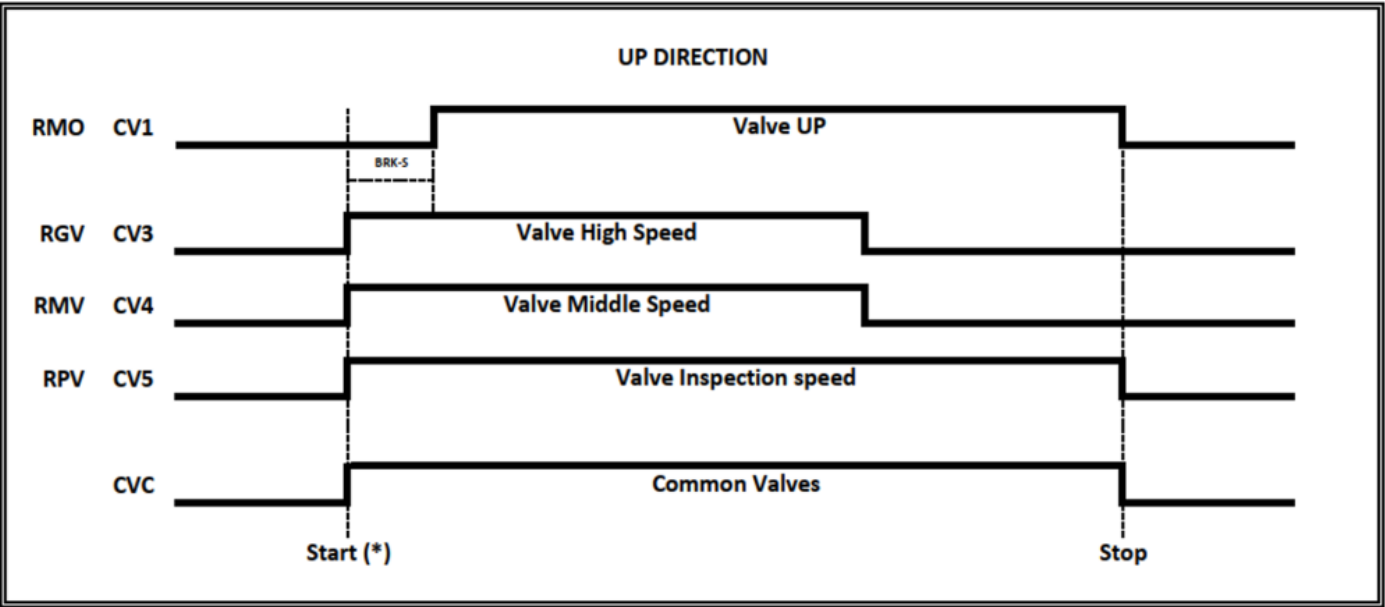 UP DIRECTION
RMO CV1 Valve UP
BRK-S
RGV CV3 Valve High Speed
RMV CV4 Valve Middle Speed
RPV CV5 Valve Inspection speed
CVC Common Valves
Start (*) Stop